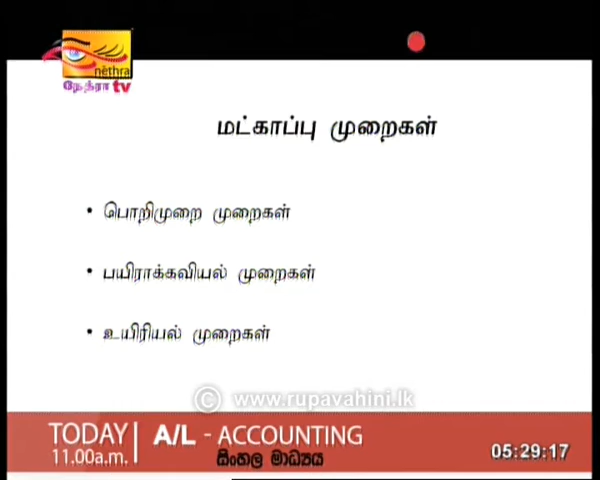 nethra
நேத்ரா tv
மட்காப்பு முறைகள்
• பொறிமுறை முறைகள்
• பயிராக்கவியல் முறைகள்
• உயிரியல் முறைகள்
© www.rupavahini.lk
TODAY A/L - ACCOUNTING
11.00a.m. සිංහල මාධ්‍යය
05:29:17